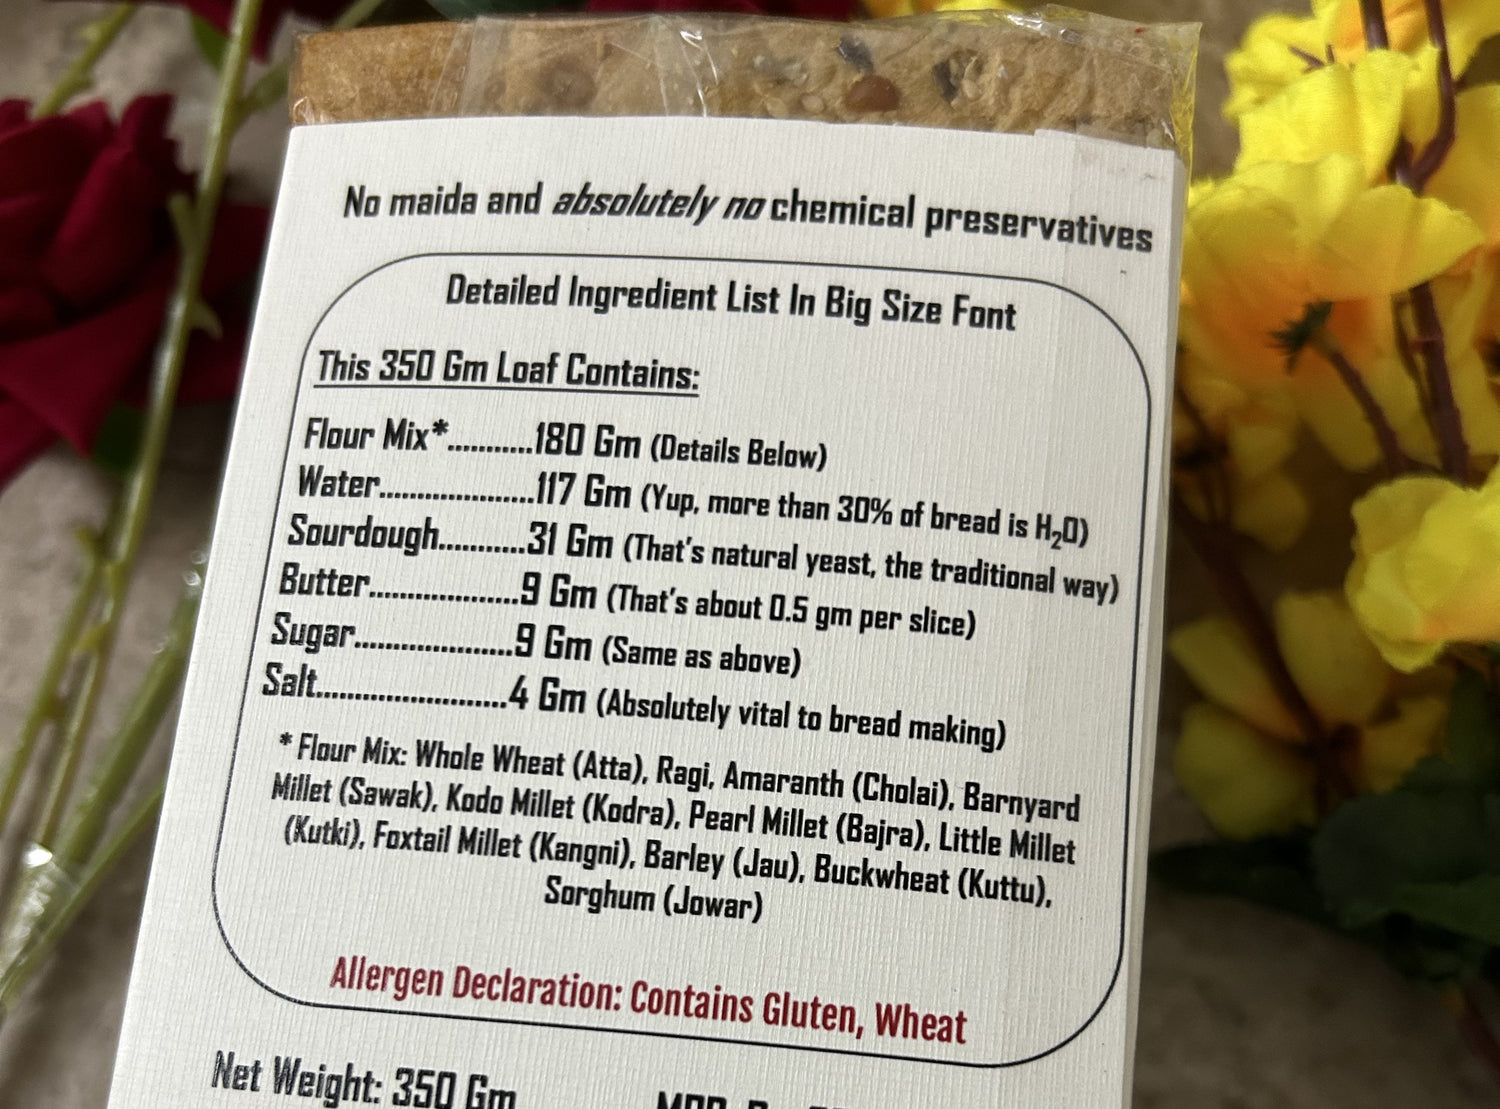 No maida and absolutely no chemical preservatives
Detailed Ingredient List In Big Size Font
This 350 Gm Loaf Contains:
Flour Mix*...........180 Gm (Details Below)
Water....................117 Gm (Yup, more than 30% of bread is H₂O)
Sourdough...........31 Gm (That's natural yeast, the traditional way)
Butter...................9 Gm (That's about 0.5 gm per slice)
Sugar....................9 Gm (Same as above)
Salt........................4 Gm (Absolutely vital to bread making)
* Flour Mix: Whole Wheat (Atta), Ragi, Amaranth (Cholai), Barnyard
Millet (Sawak), Kodo Millet (Kodra), Pearl Millet (Bajra), Little Millet
(Kutki), Foxtail Millet (Kangni), Barley (Jau), Buckwheat (Kuttu),
Sorghum (Jowar)
Allergen Declaration: Contains Gluten, Wheat
Net Weight: 350 Gm